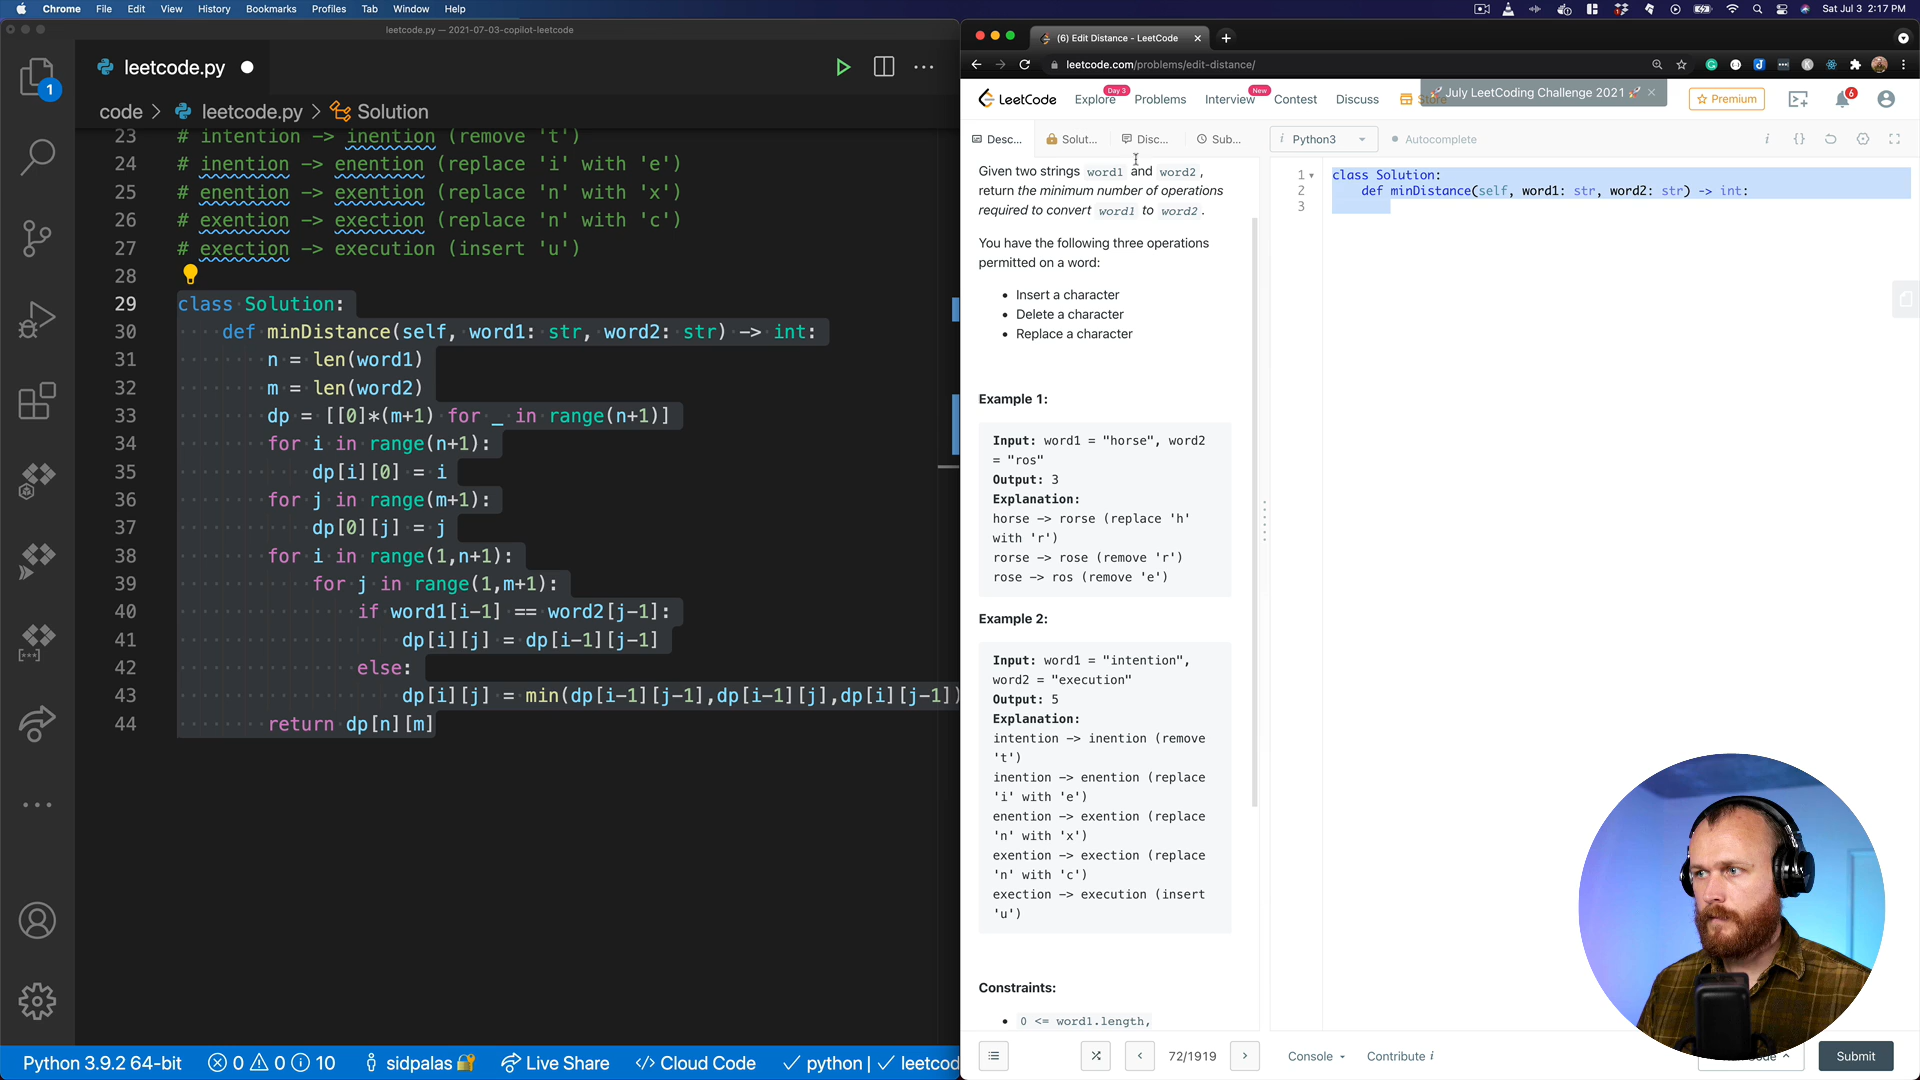 Chrome File Edit View History Bookmarks Profiles Tab Window Help
Sat Jul 3 2:17 PM
leetcode.py — 2021-07-03-copilot-leetcode
leetcode.py
code > leetcode.py > Solution
1
23 # intention -> inention (remove 't')
24 # inention -> enention (replace 'i' with 'e')
25 # enention -> exention (replace 'n' with 'x')
26 # exention -> exection (replace 'n' with 'c')
27 # exection -> execution (insert 'u')
28
29 class Solution:
30 def minDistance(self, word1: str, word2: str) -> int:
31 n = len(word1)
32 m = len(word2)
33 dp = [[0]*(m+1) for _ in range(n+1)]
34 for i in range(n+1):
35 dp[i][0] = i
36 for j in range(m+1):
37 dp[0][j] = j
38 for i in range(1,n+1):
39 for j in range(1,m+1):
40 if word1[i-1] == word2[j-1]:
41 dp[i][j] = dp[i-1][j-1]
42 else:
43 dp[i][j] = min(dp[i-1][j-1],dp[i-1][j],dp[i][j-1])
44 return dp[n][m]
Python 3.9.2 64-bit 0 0 10 sidpalas Live Share Cloud Code python | leetcod
(6) Edit Distance - LeetCode
leetcode.com/problems/edit-distance/
LeetCode Explore Day 3 Problems Interview New Contest Discuss Store
July LeetCoding Challenge 2021
Premium
6
Desc... Solut... Disc... Sub...
Python3
Autocomplete
Given two strings word1 and word2,
return the minimum number of operations
required to convert word1 to word2.
You have the following three operations
permitted on a word:
• Insert a character
• Delete a character
• Replace a character
Example 1:
Input: word1 = "horse", word2
= "ros"
Output: 3
Explanation:
horse -> rorse (replace 'h'
with 'r')
rorse -> rose (remove 'r')
rose -> ros (remove 'e')
Example 2:
Input: word1 = "intention",
word2 = "execution"
Output: 5
Explanation:
intention -> inention (remove
't')
inention -> enention (replace
'i' with 'e')
enention -> exention (replace
'n' with 'x')
exention -> exection (replace
'n' with 'c')
exection -> execution (insert
'u')
Constraints:
• 0 <= word1.length,
1 class Solution:
2 def minDistance(self, word1: str, word2: str) -> int:
3
72/1919
Console Contribute i
Submit